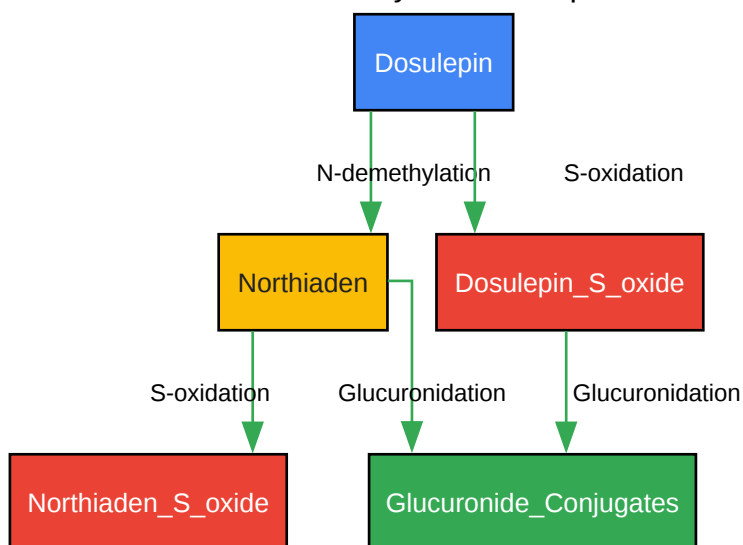 Dosulepin
N-demethylation
S-oxidation
Northiaden
Dosulepin_S_oxide
S-oxidation
Glucuronidation
Glucuronidation
Northiaden_S_oxide
Glucuronide_Conjugates